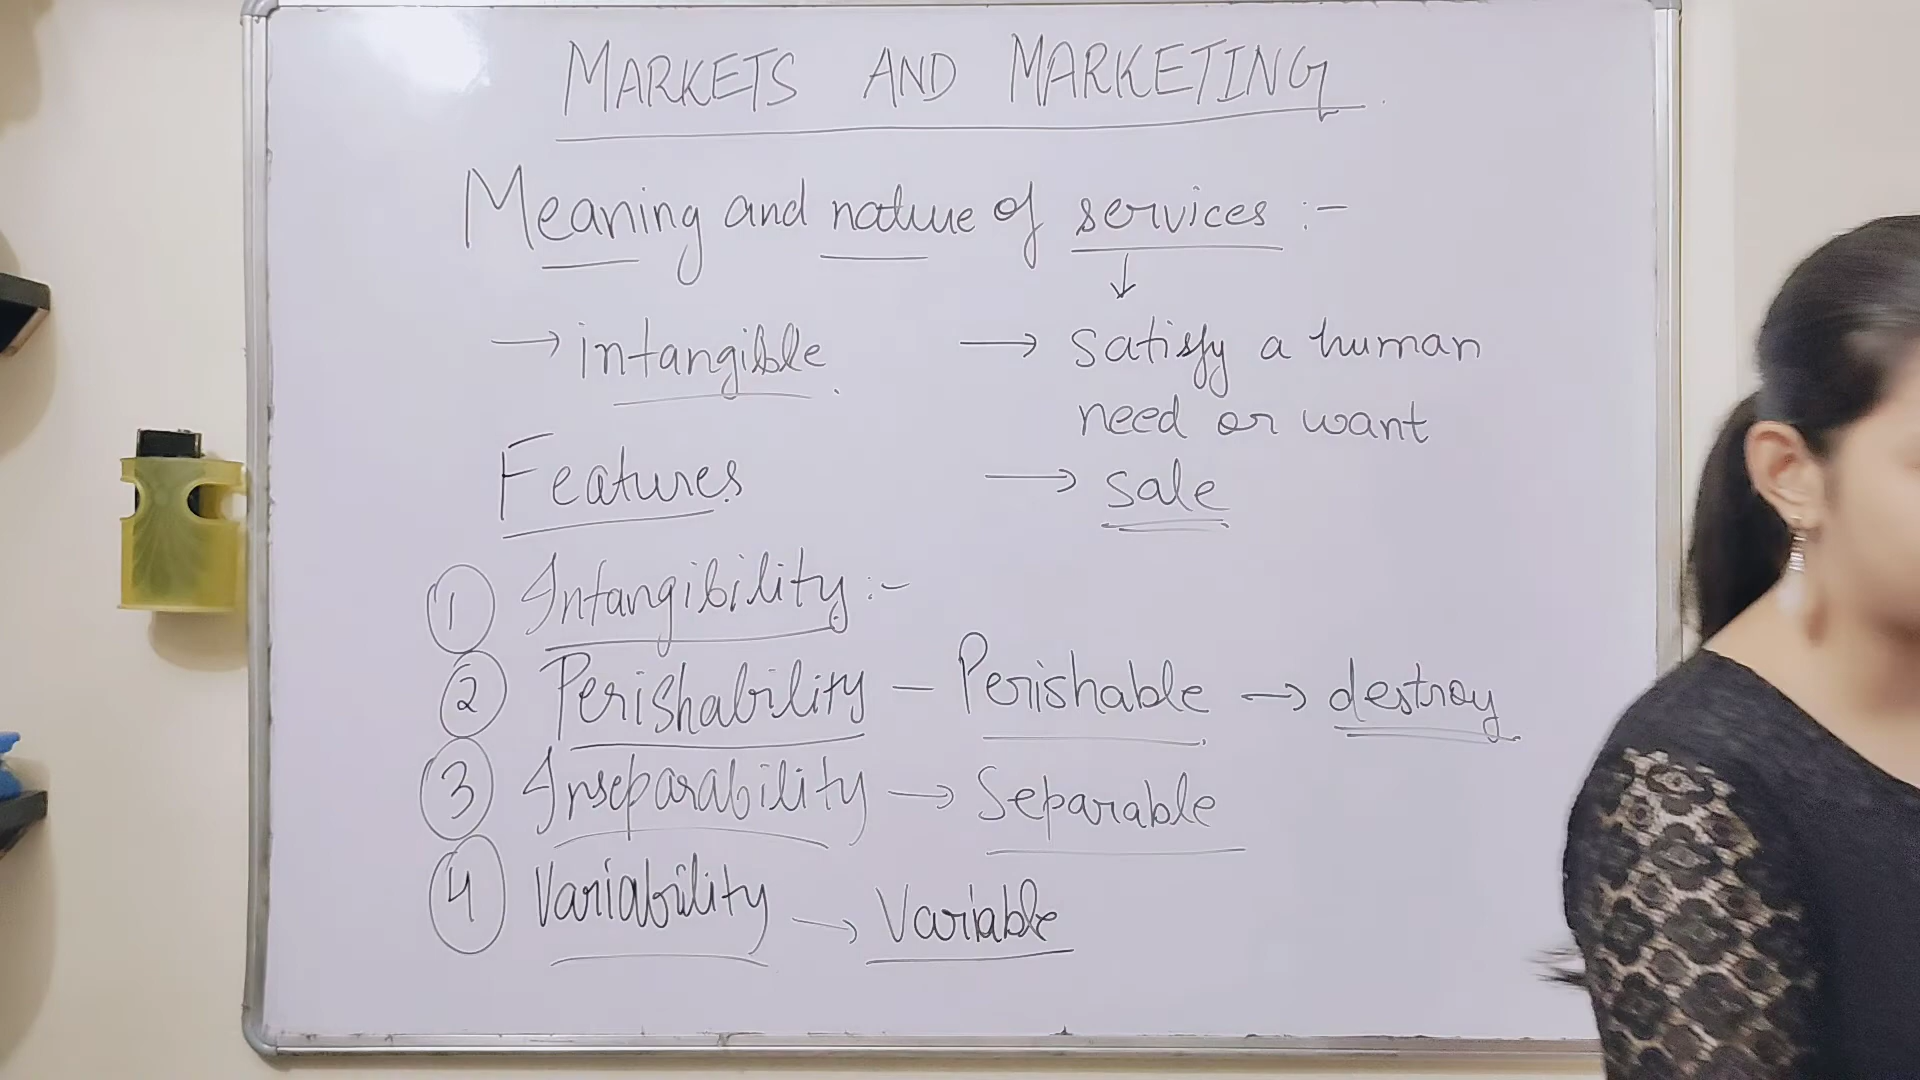 MARKETS AND MARKETING
Meaning and nature of services :-
↓
→ intangible → satisfy a human
need or want
Features → sale
① Intangibility :-
② Perishability – Perishable → destroy
③ Inseparability → Separable
④ Variability → Variable